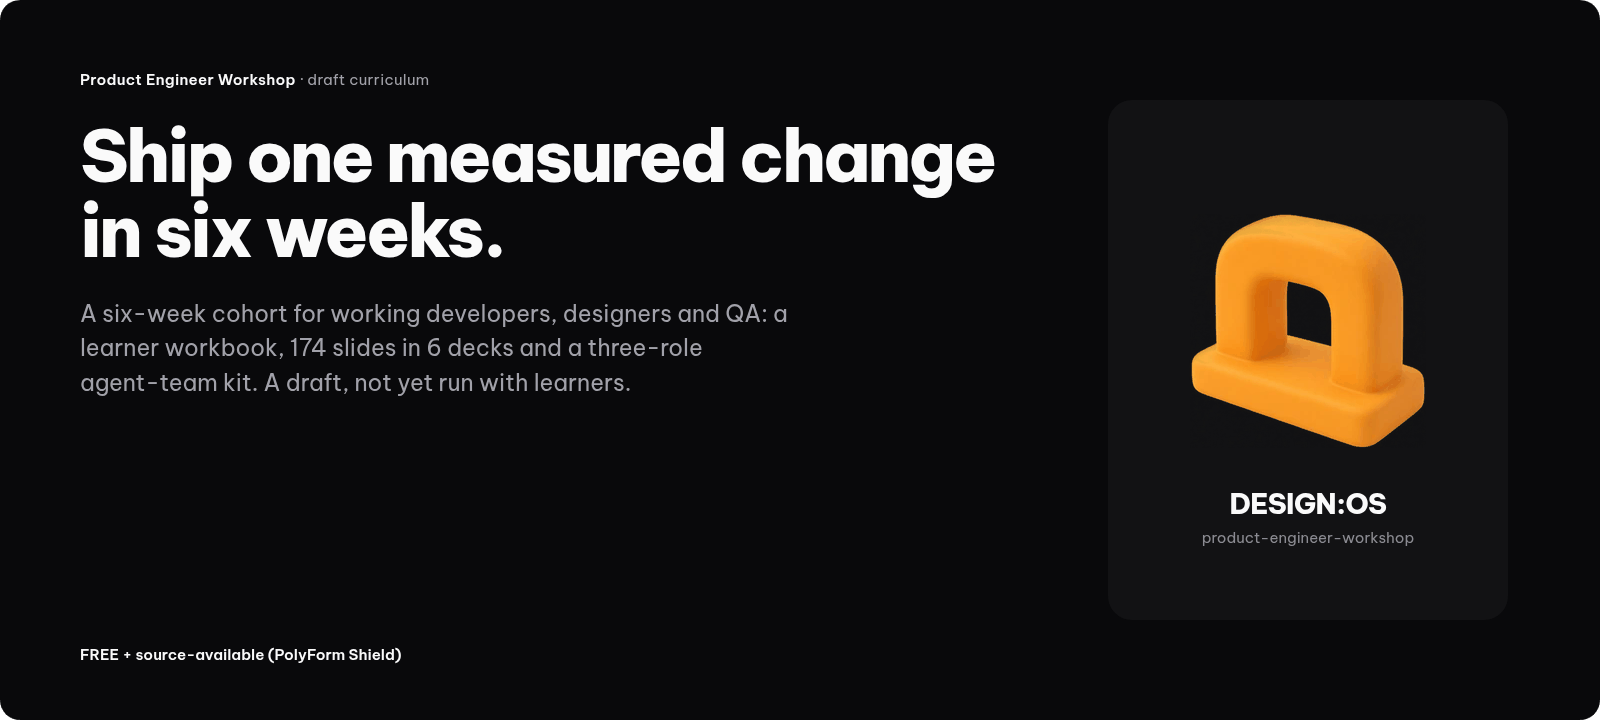 Product Engineer Workshop · draft curriculum
Ship one measured change
in six weeks.
A six-week cohort for working developers, designers and QA: a
learner workbook, 174 slides in 6 decks and a three-role
agent-team kit. A draft, not yet run with learners.
DESIGN:OS
product-engineer-workshop
FREE + source-available (PolyForm Shield)